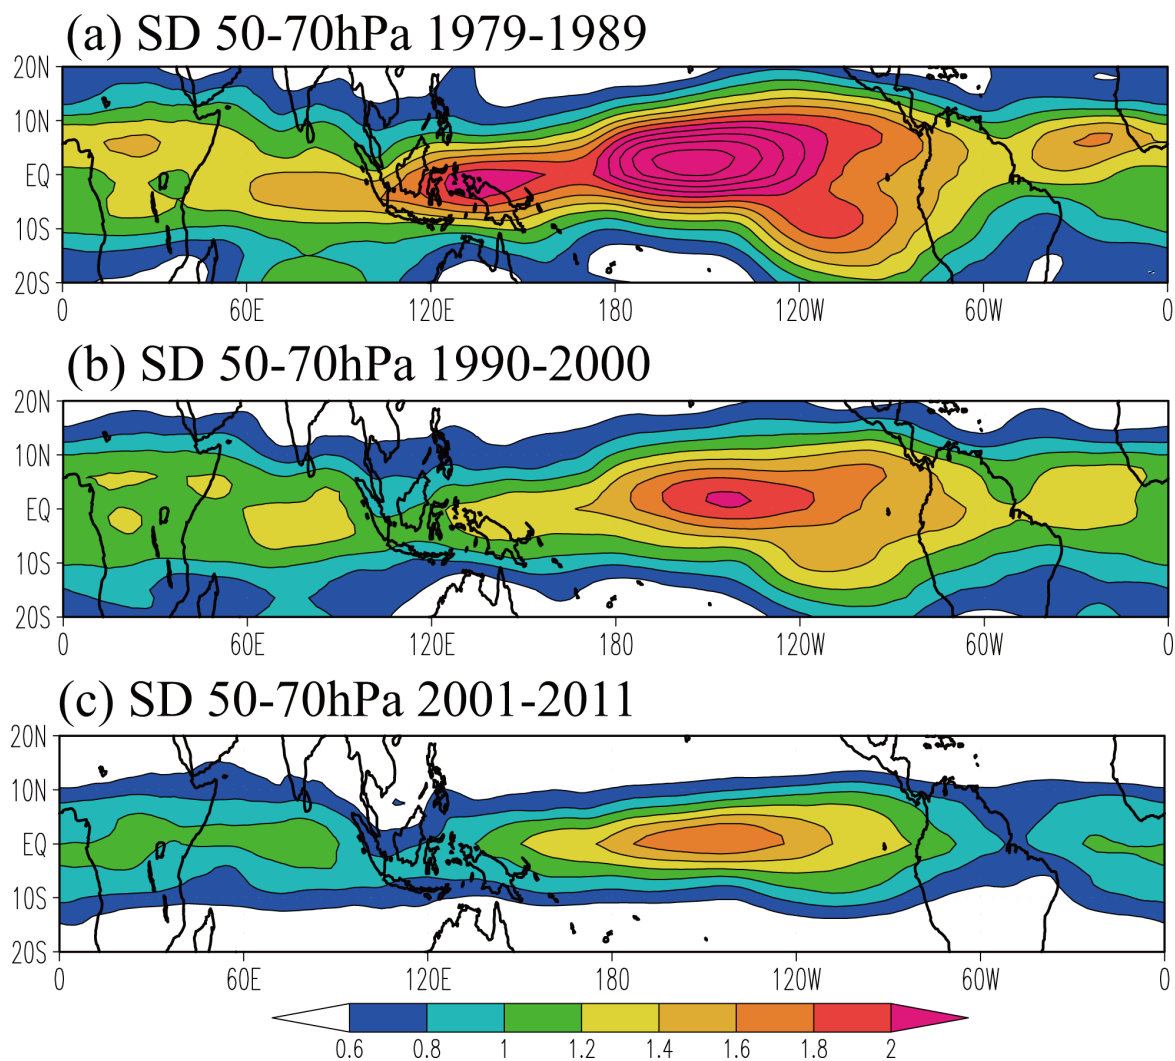 (a) SD 50-70hPa 1979-1989
20N
10N
EQ
10S
20S
0 60E 120E 180 120W 60W 0
(b) SD 50-70hPa 1990-2000
20N
10N
EQ
10S
20S
0 60E 120E 180 120W 60W 0
(c) SD 50-70hPa 2001-2011
20N
10N
EQ
10S
20S
0 60E 120E 180 120W 60W 0
0.6 0.8 1 1.2 1.4 1.6 1.8 2